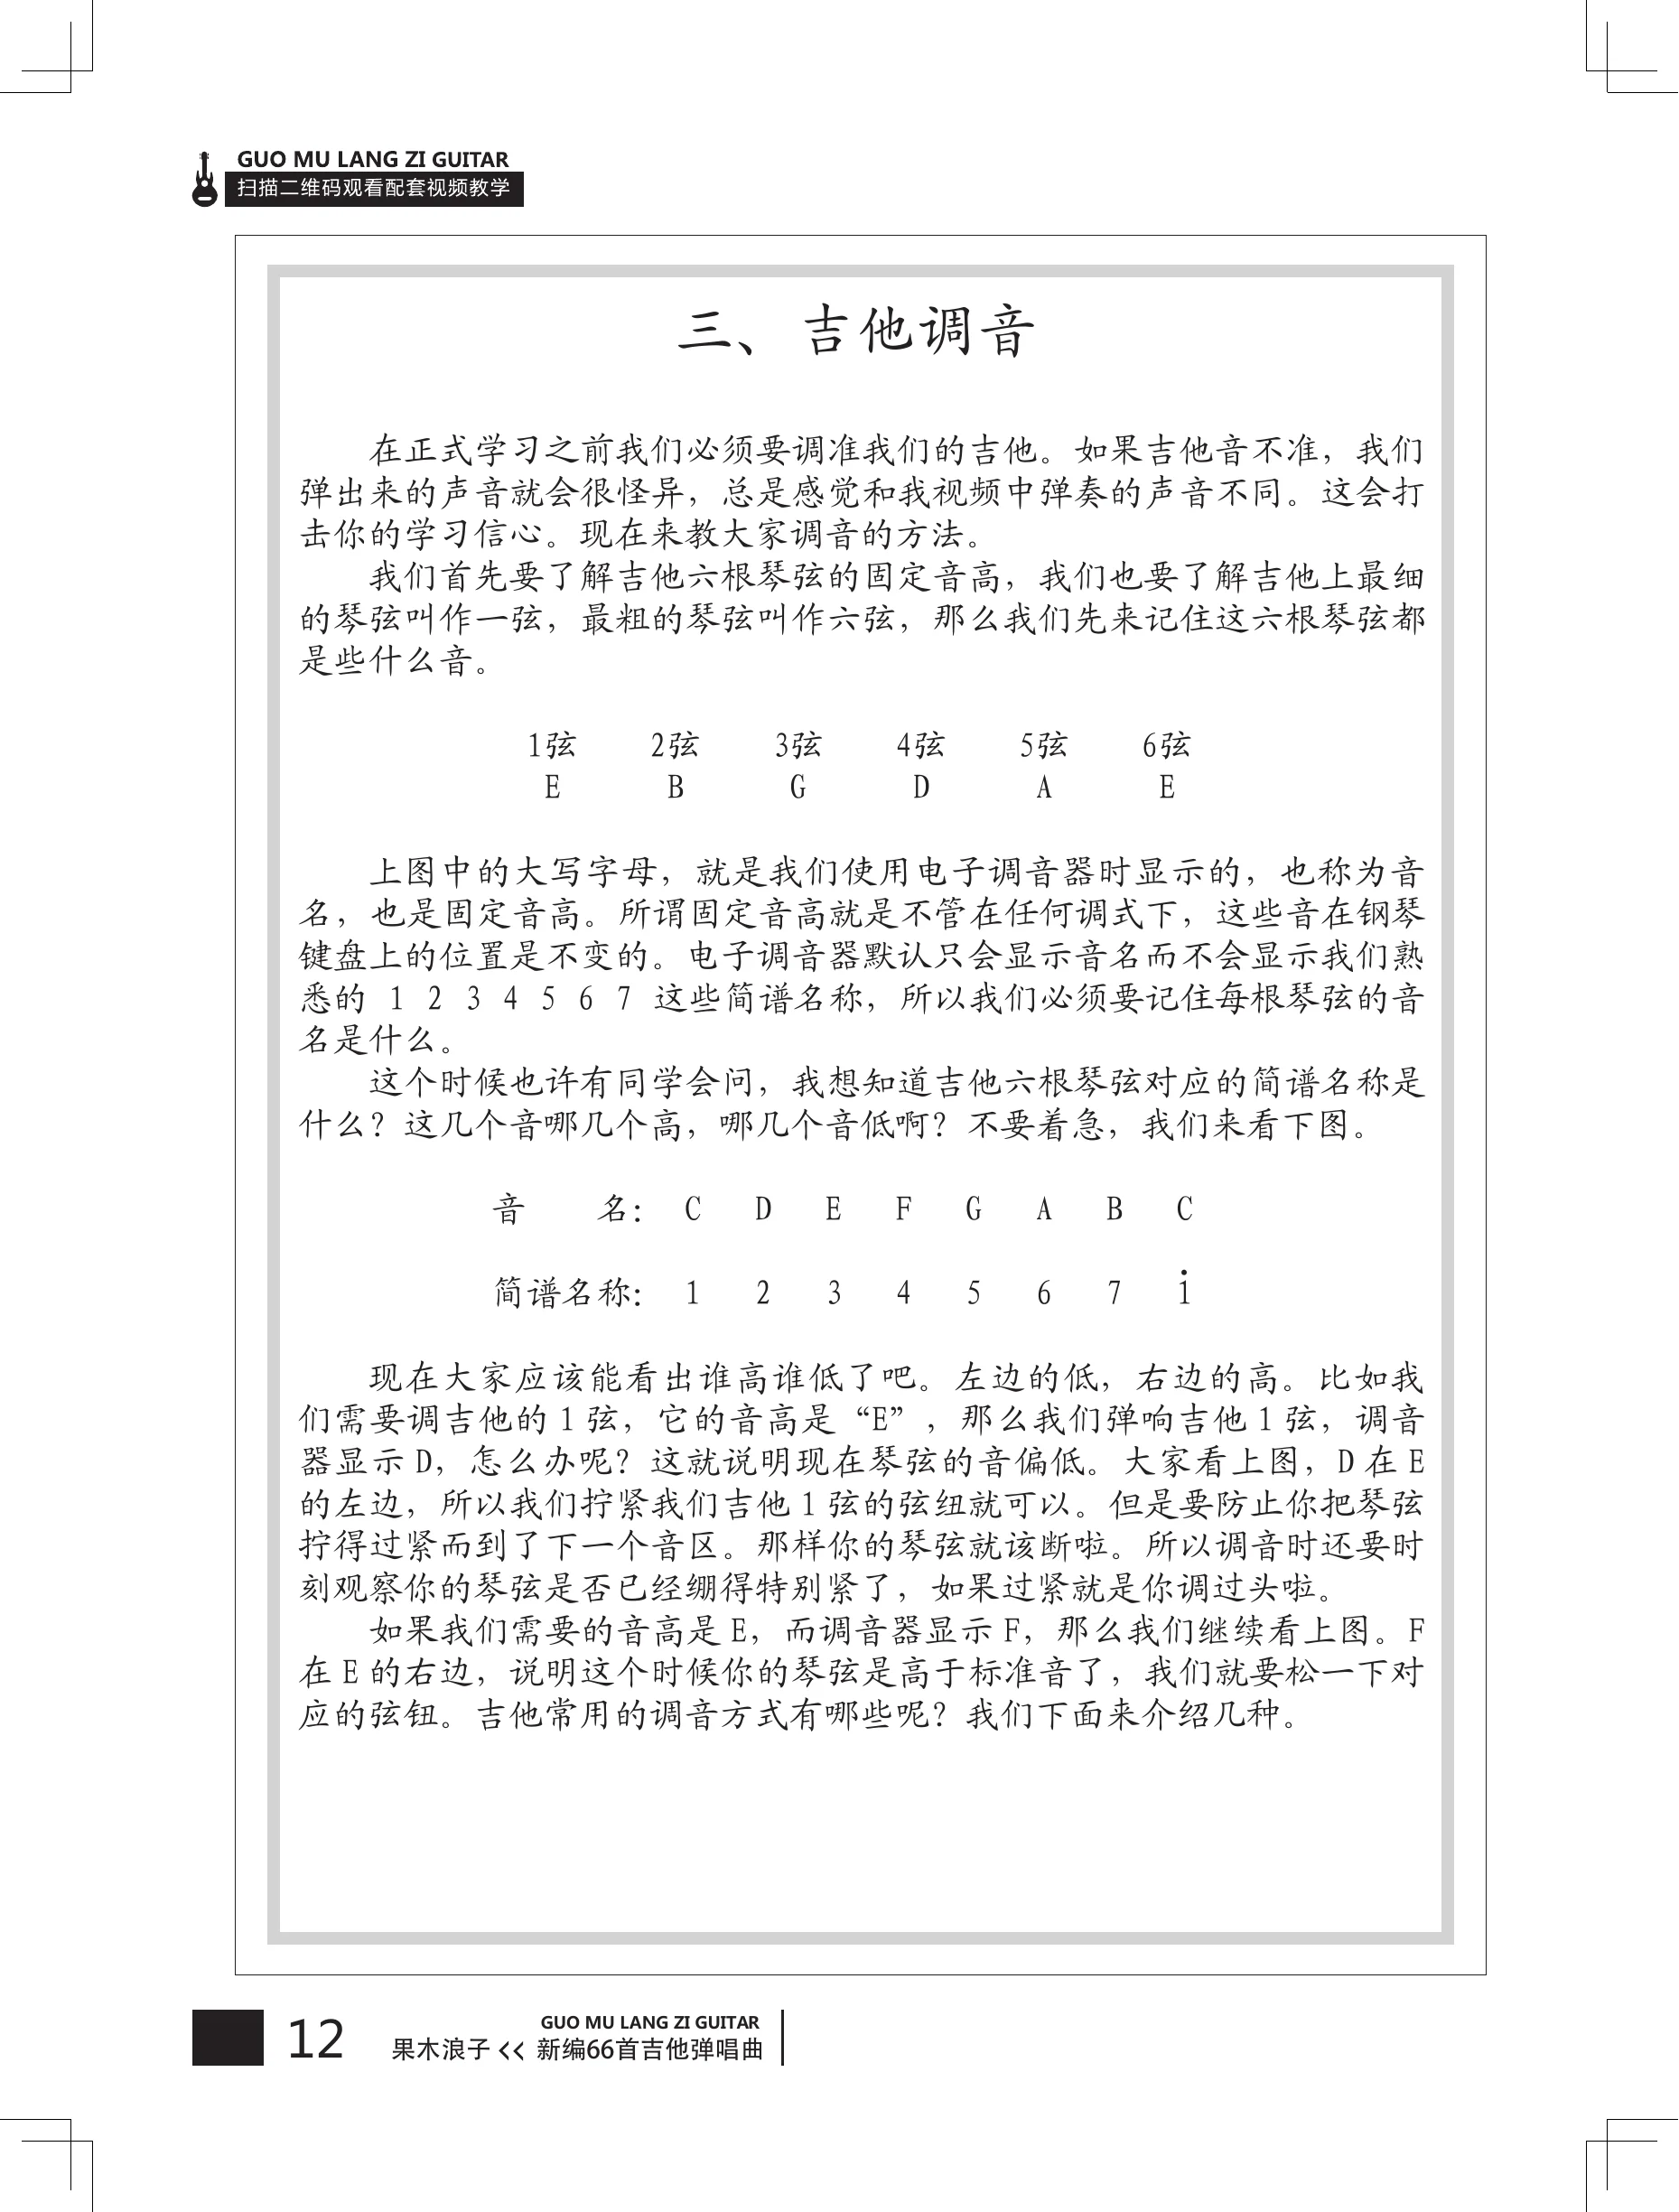 GUO MU LANG ZI GUITAR
扫描二维码观看配套视频教学
三、吉他调音
在正式学习之前我们必须要调准我们的吉他。如果吉他音不准，我们
弹出来的声音就会很怪异，总是感觉和我视频中弹奏的声音不同。这会打
击你的学习信心。现在来教大家调音的方法。
我们首先要了解吉他六根琴弦的固定音高，我们也要了解吉他上最细
的琴弦叫作一弦，最粗的琴弦叫作六弦，那么我们先来记住这六根琴弦都
是些什么音。
1弦 2弦 3弦 4弦 5弦 6弦
E B G D A E
上图中的大写字母，就是我们使用电子调音器时显示的，也称为音
名，也是固定音高。所谓固定音高就是不管在任何调式下，这些音在钢琴
键盘上的位置是不变的。电子调音器默认只会显示音名而不会显示我们熟
悉的 1 2 3 4 5 6 7 这些简谱名称，所以我们必须要记住每根琴弦的音
名是什么。
这个时候也许有同学会问，我想知道吉他六根琴弦对应的简谱名称是
什么？这几个音哪几个高，哪几个音低啊？不要着急，我们来看下图。
音 名： C D E F G A B C
简谱名称： 1 2 3 4 5 6 7 i
现在大家应该能看出谁高谁低了吧。左边的低，右边的高。比如我
们需要调吉他的 1 弦，它的音高是“E”，那么我们弹响吉他 1 弦，调音
器显示 D，怎么办呢？这就说明现在琴弦的音偏低。大家看上图，D 在 E
的左边，所以我们拧紧我们吉他 1 弦的弦纽就可以。但是要防止你把琴弦
拧得过紧而到了下一个音区。那样你的琴弦就该断啦。所以调音时还要时
刻观察你的琴弦是否已经绷得特别紧了，如果过紧就是你调过头啦。
如果我们需要的音高是 E，而调音器显示 F，那么我们继续看上图。F
在 E 的右边，说明这个时候你的琴弦是高于标准音了，我们就要松一下对
应的弦钮。吉他常用的调音方式有哪些呢？我们下面来介绍几种。
12
GUO MU LANG ZI GUITAR
果木浪子 << 新编66首吉他弹唱曲